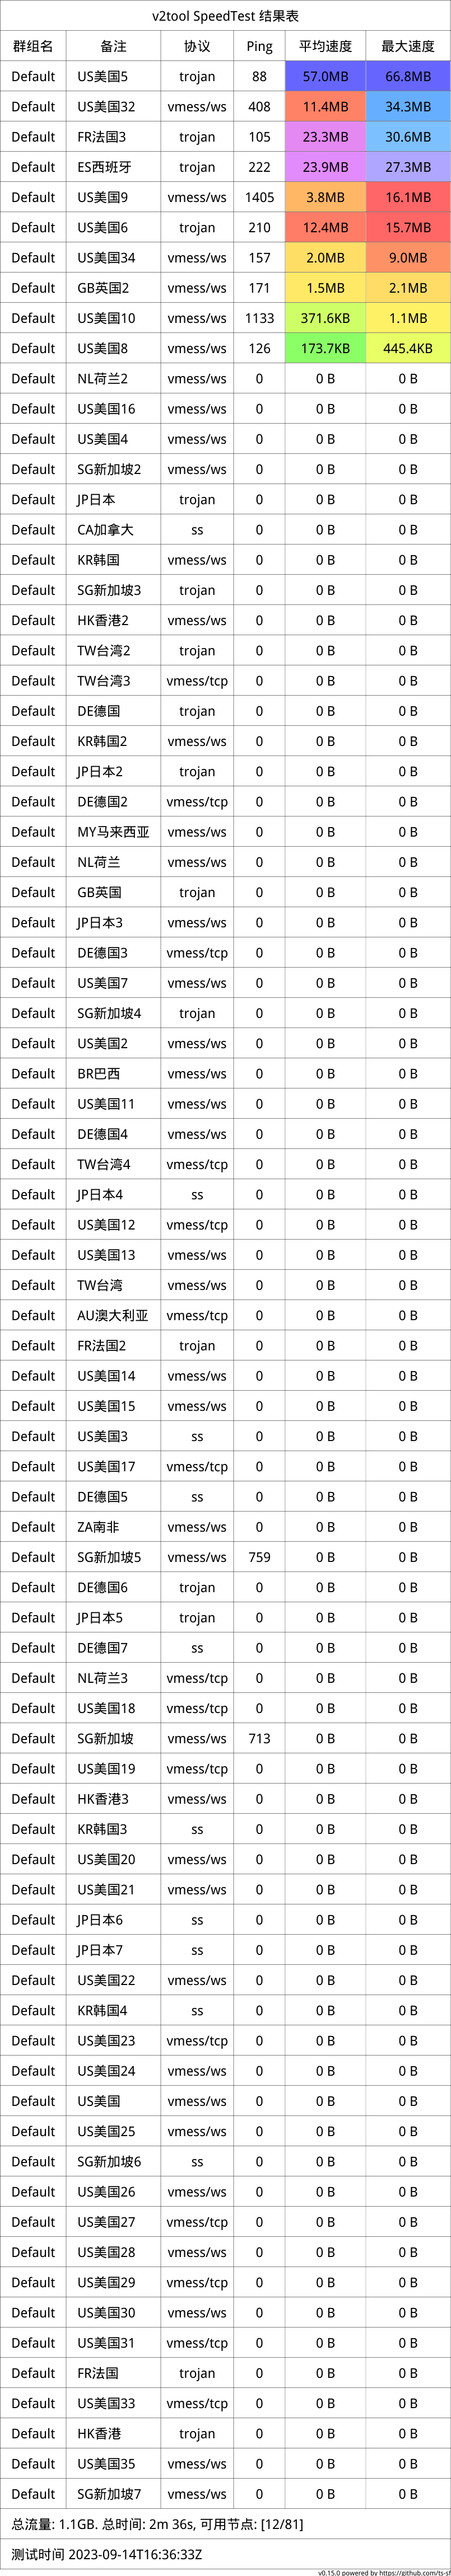 v2tool SpeedTest 结果表
群组名 备注 协议 Ping 平均速度 最大速度
Default US美国5 trojan 88 57.0MB 66.8MB
Default US美国32 vmess/ws 408 11.4MB 34.3MB
Default FR法国3 trojan 105 23.3MB 30.6MB
Default ES西班牙 trojan 222 23.9MB 27.3MB
Default US美国9 vmess/ws 1405 3.8MB 16.1MB
Default US美国6 trojan 210 12.4MB 15.7MB
Default US美国34 vmess/ws 157 2.0MB 9.0MB
Default GB英国2 vmess/ws 171 1.5MB 2.1MB
Default US美国10 vmess/ws 1133 371.6KB 1.1MB
Default US美国8 vmess/ws 126 173.7KB 445.4KB
Default NL荷兰2 vmess/ws 0 0 B 0 B
Default US美国16 vmess/ws 0 0 B 0 B
Default US美国4 vmess/ws 0 0 B 0 B
Default SG新加坡2 vmess/ws 0 0 B 0 B
Default JP日本 trojan 0 0 B 0 B
Default CA加拿大 ss 0 0 B 0 B
Default KR韩国 vmess/ws 0 0 B 0 B
Default SG新加坡3 trojan 0 0 B 0 B
Default HK香港2 vmess/ws 0 0 B 0 B
Default TW台湾2 trojan 0 0 B 0 B
Default TW台湾3 vmess/tcp 0 0 B 0 B
Default DE德国 trojan 0 0 B 0 B
Default KR韩国2 vmess/ws 0 0 B 0 B
Default JP日本2 trojan 0 0 B 0 B
Default DE德国2 vmess/tcp 0 0 B 0 B
Default MY马来西亚 vmess/ws 0 0 B 0 B
Default NL荷兰 vmess/ws 0 0 B 0 B
Default GB英国 trojan 0 0 B 0 B
Default JP日本3 vmess/ws 0 0 B 0 B
Default DE德国3 vmess/tcp 0 0 B 0 B
Default US美国7 vmess/ws 0 0 B 0 B
Default SG新加坡4 trojan 0 0 B 0 B
Default US美国2 vmess/ws 0 0 B 0 B
Default BR巴西 vmess/ws 0 0 B 0 B
Default US美国11 vmess/ws 0 0 B 0 B
Default DE德国4 vmess/ws 0 0 B 0 B
Default TW台湾4 vmess/tcp 0 0 B 0 B
Default JP日本4 ss 0 0 B 0 B
Default US美国12 vmess/tcp 0 0 B 0 B
Default US美国13 vmess/ws 0 0 B 0 B
Default TW台湾 vmess/ws 0 0 B 0 B
Default AU澳大利亚 vmess/tcp 0 0 B 0 B
Default FR法国2 trojan 0 0 B 0 B
Default US美国14 vmess/ws 0 0 B 0 B
Default US美国15 vmess/ws 0 0 B 0 B
Default US美国3 ss 0 0 B 0 B
Default US美国17 vmess/tcp 0 0 B 0 B
Default DE德国5 ss 0 0 B 0 B
Default ZA南非 vmess/ws 0 0 B 0 B
Default SG新加坡5 vmess/ws 759 0 B 0 B
Default DE德国6 trojan 0 0 B 0 B
Default JP日本5 trojan 0 0 B 0 B
Default DE德国7 ss 0 0 B 0 B
Default NL荷兰3 vmess/tcp 0 0 B 0 B
Default US美国18 vmess/tcp 0 0 B 0 B
Default SG新加坡 vmess/ws 713 0 B 0 B
Default US美国19 vmess/tcp 0 0 B 0 B
Default HK香港3 vmess/ws 0 0 B 0 B
Default KR韩国3 ss 0 0 B 0 B
Default US美国20 vmess/ws 0 0 B 0 B
Default US美国21 vmess/ws 0 0 B 0 B
Default JP日本6 ss 0 0 B 0 B
Default JP日本7 ss 0 0 B 0 B
Default US美国22 vmess/ws 0 0 B 0 B
Default KR韩国4 ss 0 0 B 0 B
Default US美国23 vmess/tcp 0 0 B 0 B
Default US美国24 vmess/ws 0 0 B 0 B
Default US美国 vmess/ws 0 0 B 0 B
Default US美国25 vmess/ws 0 0 B 0 B
Default SG新加坡6 ss 0 0 B 0 B
Default US美国26 vmess/ws 0 0 B 0 B
Default US美国27 vmess/tcp 0 0 B 0 B
Default US美国28 vmess/ws 0 0 B 0 B
Default US美国29 vmess/tcp 0 0 B 0 B
Default US美国30 vmess/ws 0 0 B 0 B
Default US美国31 vmess/tcp 0 0 B 0 B
Default FR法国 trojan 0 0 B 0 B
Default US美国33 vmess/tcp 0 0 B 0 B
Default HK香港 trojan 0 0 B 0 B
Default US美国35 vmess/ws 0 0 B 0 B
Default SG新加坡7 vmess/ws 0 0 B 0 B
总流量: 1.1GB. 总时间: 2m 36s, 可用节点: [12/81]
测试时间 2023-09-14T16:36:33Z
v0.15.0 powered by https://github.com/ts-sf